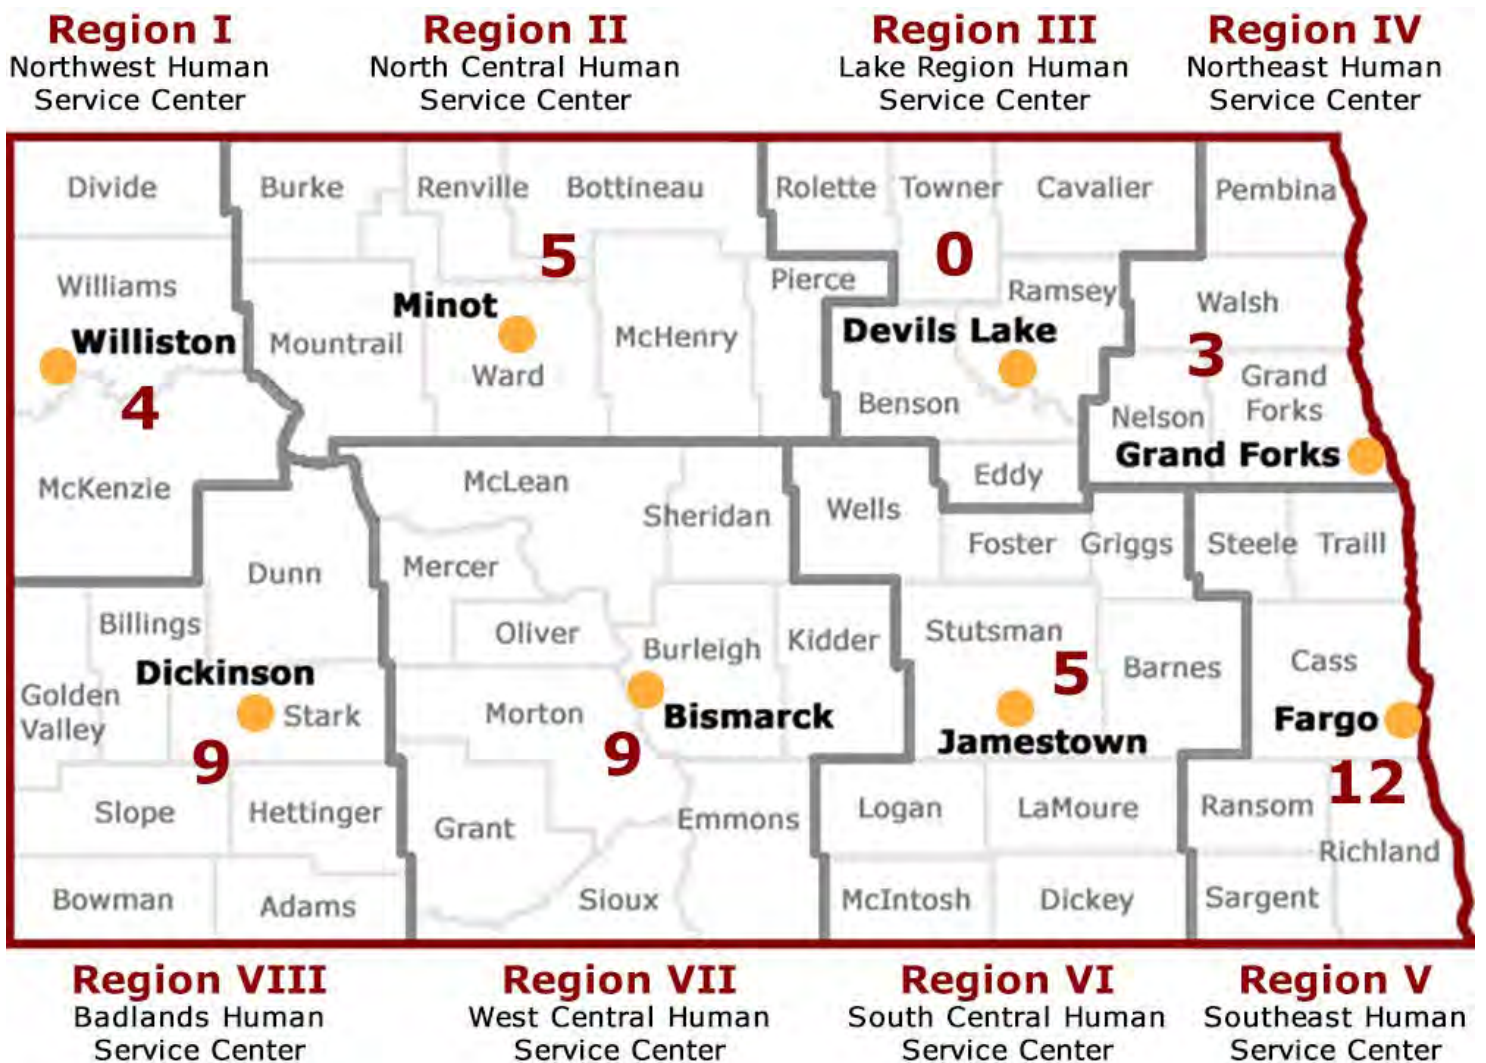 Region I
Northwest Human
Service Center
Region II
North Central Human
Service Center
Region III
Lake Region Human
Service Center
Region IV
Northeast Human
Service Center
Divide
Burke
Renville
Bottineau
Rolette
Towner
Cavalier
Pembina
Williams
5
0
Pierce
Ramsey
Walsh
Minot
Williston
Mountrail
McHenry
Devils Lake
3
Ward
4
Benson
Nelson
Grand
Forks
Grand Forks
McKenzie
McLean
Eddy
Sheridan
Wells
Foster
Griggs
Steele
Traill
Dunn
Mercer
Billings
Oliver
Burleigh
Kidder
Stutsman
Barnes
Cass
Dickinson
5
Golden
Valley
Stark
Morton
Bismarck
Jamestown
Fargo
9
9
12
Slope
Hettinger
Grant
Emmons
Logan
LaMoure
Ransom
Richland
Bowman
Adams
Sioux
McIntosh
Dickey
Sargent
Region VIII
Badlands Human
Service Center
Region VII
West Central Human
Service Center
Region VI
South Central Human
Service Center
Region V
Southeast Human
Service Center